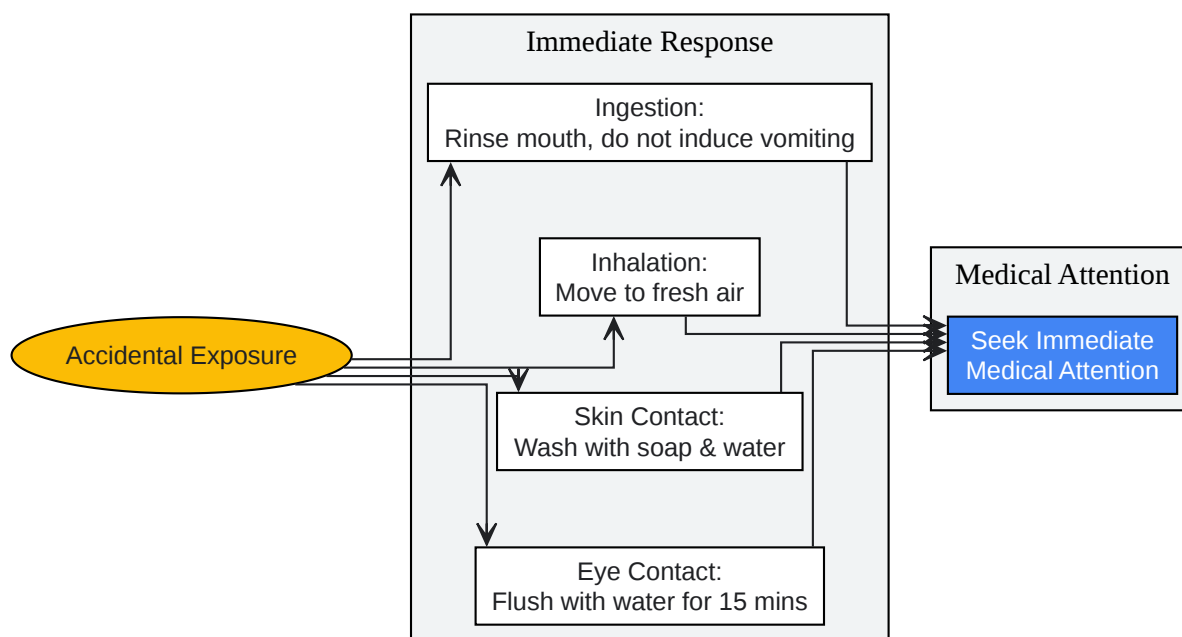 Immediate Response
Ingestion:
Rinse mouth, do not induce vomiting
Inhalation:
Move to fresh air
Medical Attention
Seek Immediate
Medical Attention
Accidental Exposure
Skin Contact:
Wash with soap & water
Eye Contact:
Flush with water for 15 mins